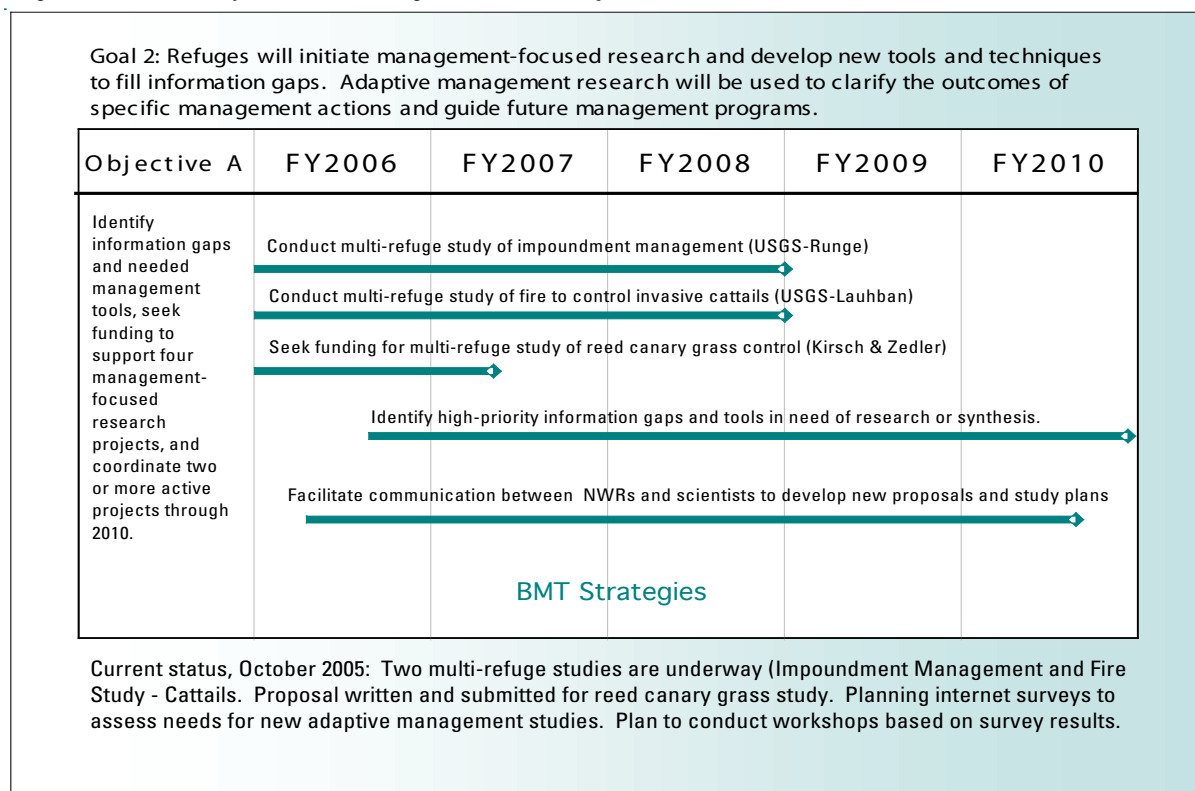 Goal 2: Refuges will initiate management-focused research and develop new tools and techniques
to fill information gaps. Adaptive management research will be used to clarify the outcomes of
specific management actions and guide future management programs.
Objective A
FY2006
FY2007
FY2008
FY2009
FY2010
Identify
information gaps
and needed
management
tools, seek
funding to
support four
management-
focused
research
projects, and
coordinate two
or more active
projects through
2010.
Conduct multi-refuge study of impoundment management (USGS-Runge)
Conduct multi-refuge study of fire to control invasive cattails (USGS-Lauhban)
Seek funding for multi-refuge study of reed canary grass control (Kirsch & Zedler)
Identify high-priority information gaps and tools in need of research or synthesis.
Facilitate communication between NWRs and scientists to develop new proposals and study plans
BMT Strategies
Current status, October 2005: Two multi-refuge studies are underway (Impoundment Management and Fire
Study - Cattails. Proposal written and submitted for reed canary grass study. Planning internet surveys to
assess needs for new adaptive management studies. Plan to conduct workshops based on survey results.